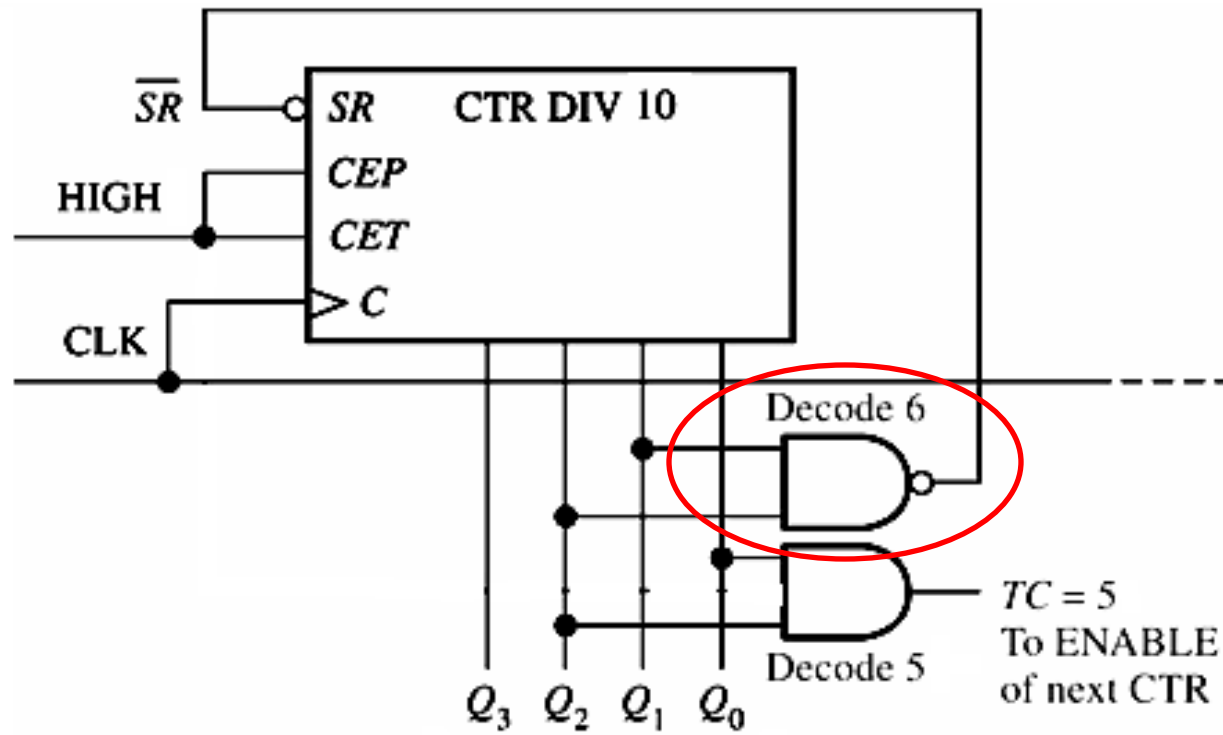 $\overline{SR}$
SR
CTR DIV 10
CEP
HIGH
CET
C
CLK
Decode 6
TC = 5
To ENABLE
of next CTR
Decode 5
Q₃ Q₂ Q₁ Q₀